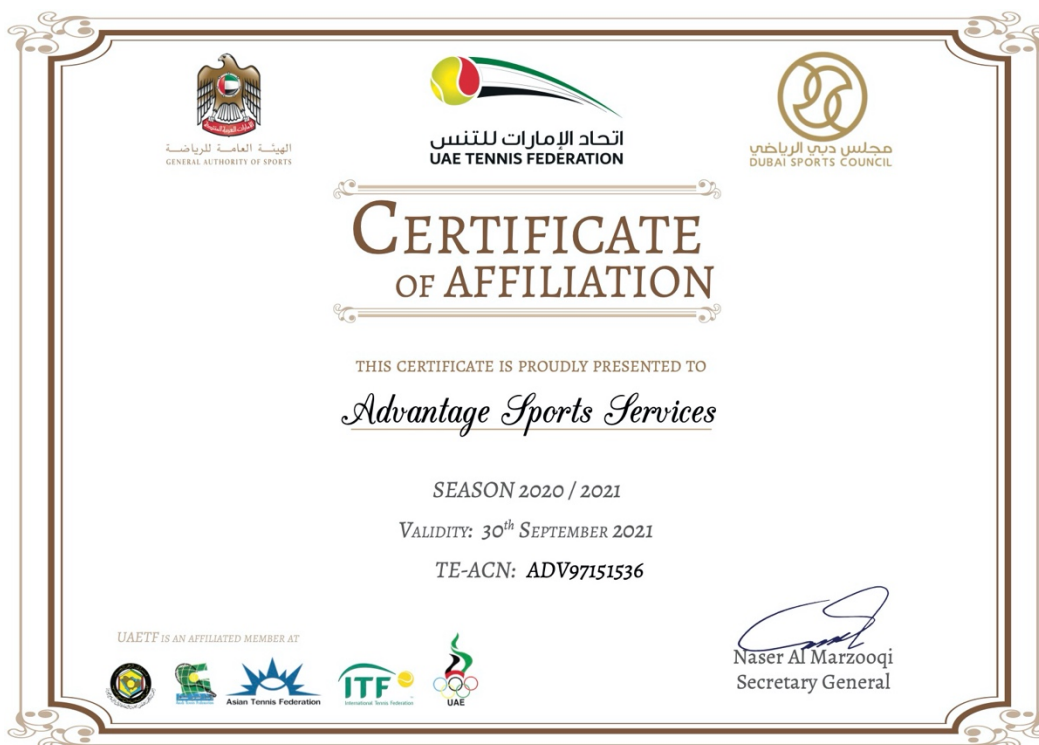 الهيئة العامة للرياضة
GENERAL AUTHORITY OF SPORTS
اتحاد الإمارات للتنس
UAE TENNIS FEDERATION
مجلس دبي الرياضي
DUBAI SPORTS COUNCIL
CERTIFICATE
OF AFFILIATION
THIS CERTIFICATE IS PROUDLY PRESENTED TO
Advantage Sports Services
SEASON 2020 / 2021
VALIDITY: 30th SEPTEMBER 2021
TE-ACN: ADV97151536
UAETF IS AN AFFILIATED MEMBER AT
Asian Tennis Federation
ITF
International Tennis Federation
UAE
Naser Al Marzooqi
Secretary General